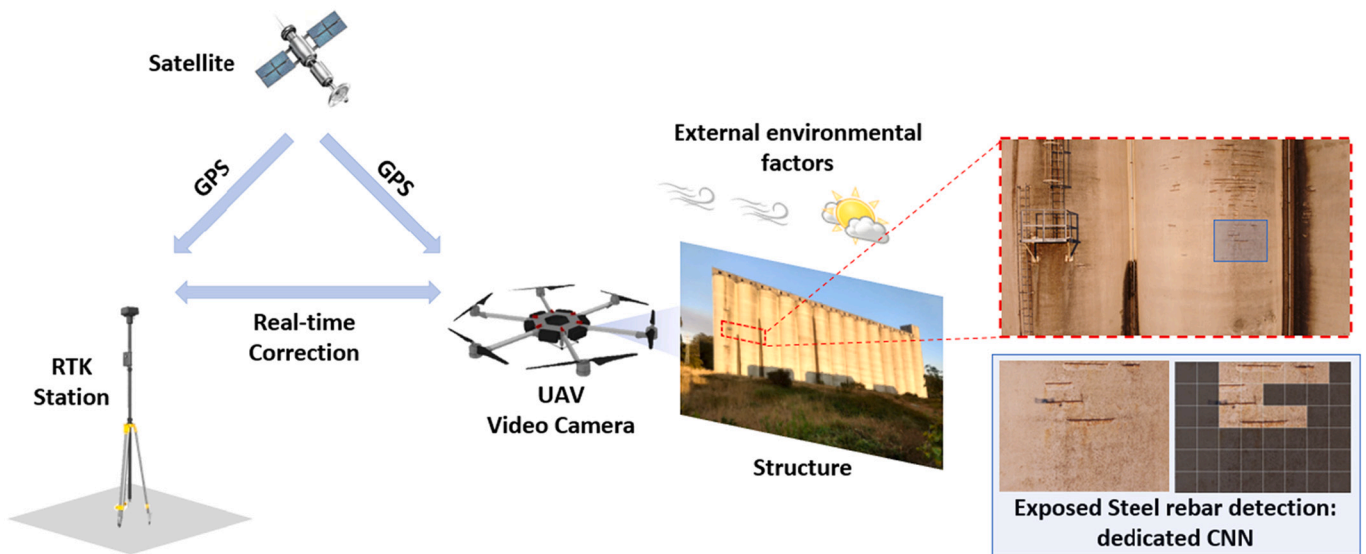 Satellite
GPS
GPS
External environmental
factors
Real-time
Correction
RTK
Station
UAV
Video Camera
Structure
Exposed Steel rebar detection:
dedicated CNN